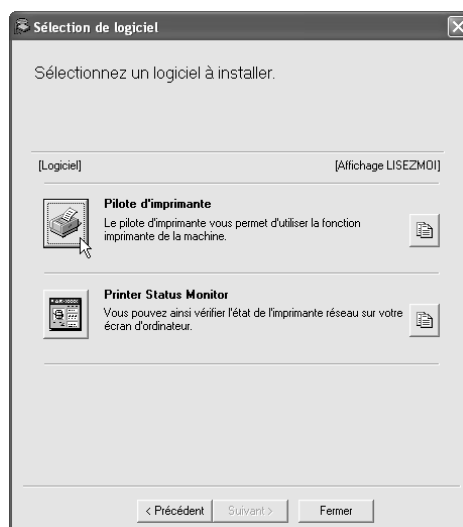 Sélection de logiciel
Sélectionnez un logiciel à installer.
[Logiciel] [Affichage LISEZMOI]
Pilote d'imprimante
Le pilote d'imprimante vous permet d'utiliser la fonction
imprimante de la machine.
Printer Status Monitor
Vous pouvez ainsi vérifier l'état de l'imprimante réseau sur votre
écran d'ordinateur.
< Précédent Suivant > Fermer